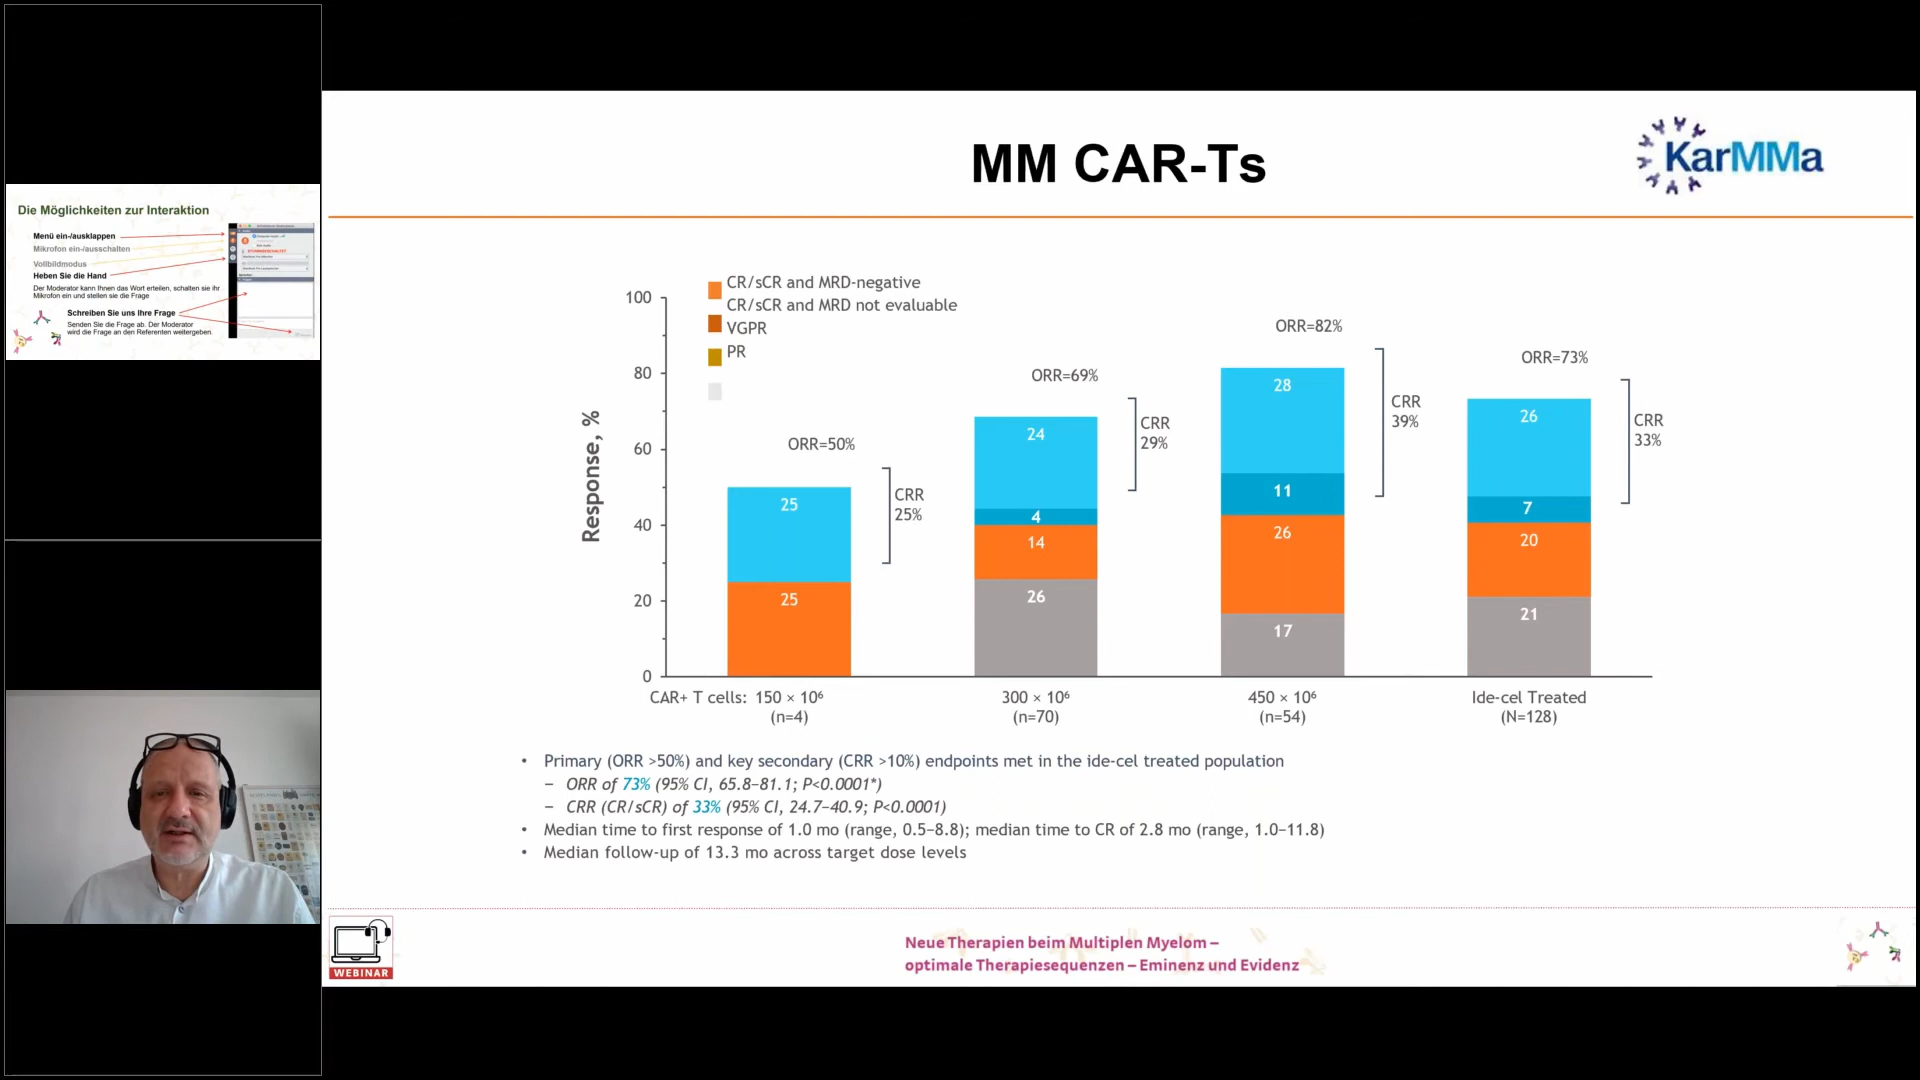 Die Möglichkeiten zur Interaktion
Menü ein-/ausklappen
Mikrofon ein-/ausschalten
Vollbildmodus
Heben Sie die Hand
Der Moderator kann Ihnen das Wort erteilen, schalten sie ihr
Mikrofon ein und stellen sie die Frage
Schreiben Sie uns Ihre Frage
Senden Sie die Frage ab. Der Moderator
wird die Frage an den Referenten weitergeben.
MM CAR-Ts
KarMMa
CR/sCR and MRD-negative
CR/sCR and MRD not evaluable
VGPR
PR
Response, %
100
80
60
40
20
0
ORR=50%
25
25
CRR
25%
ORR=69%
24
4
14
26
CRR
29%
ORR=82%
28
11
26
17
CRR
39%
ORR=73%
26
7
20
21
CRR
33%
CAR+ T cells: 150 × 10⁶
(n=4)
300 × 10⁶
(n=70)
450 × 10⁶
(n=54)
Ide-cel Treated
(N=128)
• Primary (ORR >50%) and key secondary (CRR >10%) endpoints met in the ide-cel treated population
– ORR of 73% (95% CI, 65.8–81.1; P<0.0001*)
– CRR (CR/sCR) of 33% (95% CI, 24.7–40.9; P<0.0001)
• Median time to first response of 1.0 mo (range, 0.5–8.8); median time to CR of 2.8 mo (range, 1.0–11.8)
• Median follow-up of 13.3 mo across target dose levels
WEBINAR
Neue Therapien beim Multiplen Myelom –
optimale Therapiesequenzen – Eminenz und Evidenz